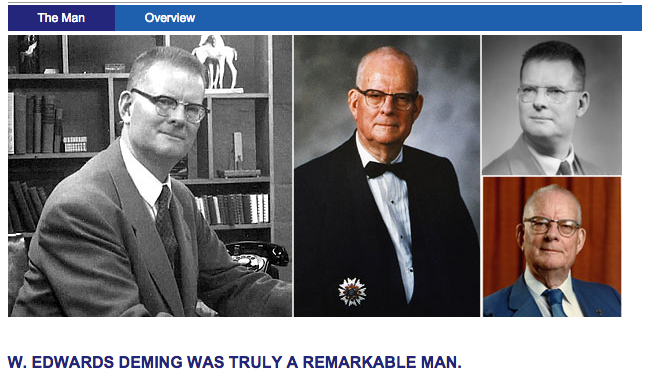 The Man Overview
W. EDWARDS DEMING WAS TRULY A REMARKABLE MAN.